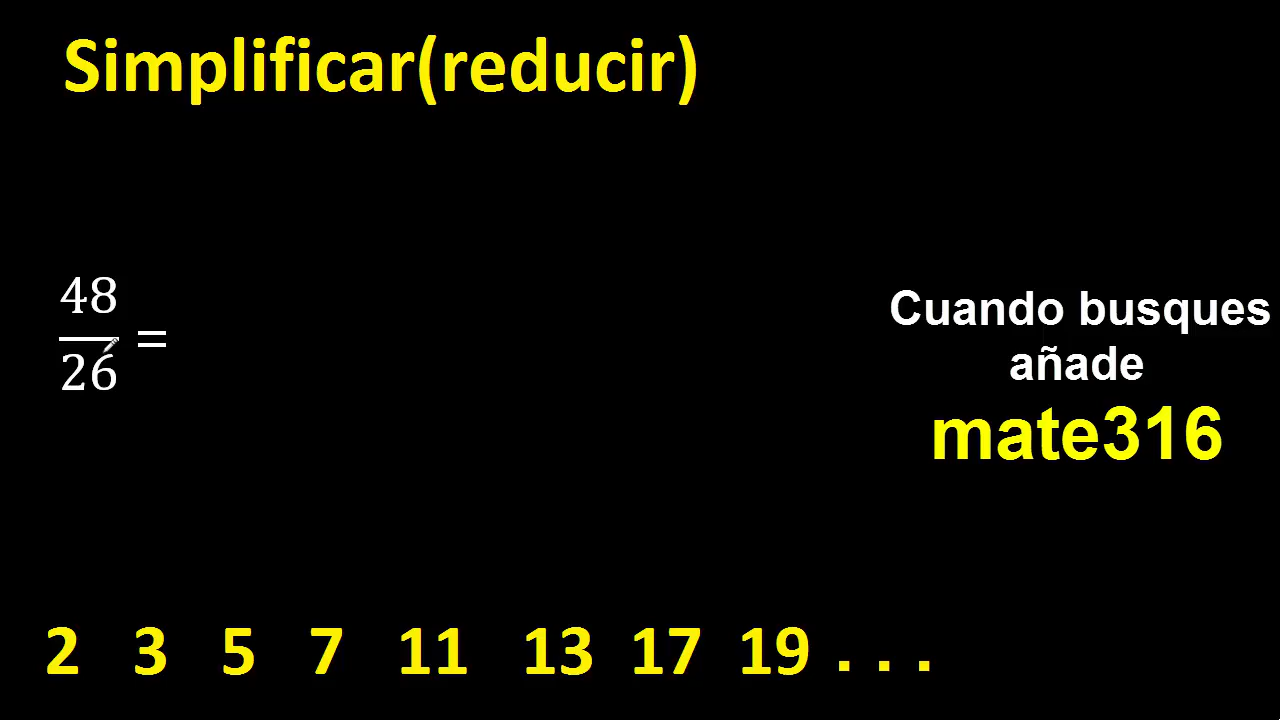 Simplificar(reducir)
48
26
=
Cuando busques
añade
mate316
2 3 5 7 11 13 17 19 . . .